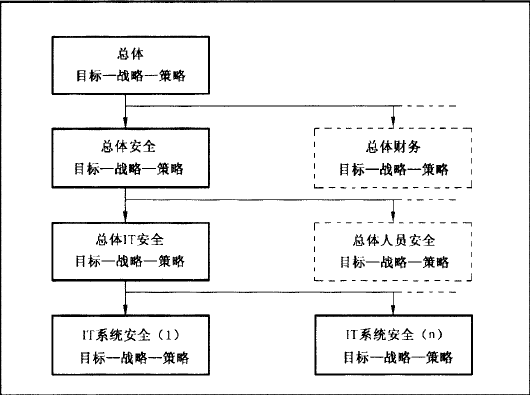 总体
目标—战略—策略
总体安全
目标—战略—策略
总体财务
目标—战略—策略
总体IT安全
目标—战略—策略
总体人员安全
目标—战略—策略
IT系统安全（1）
目标—战略—策略
IT系统安全（n）
目标—战略—策略